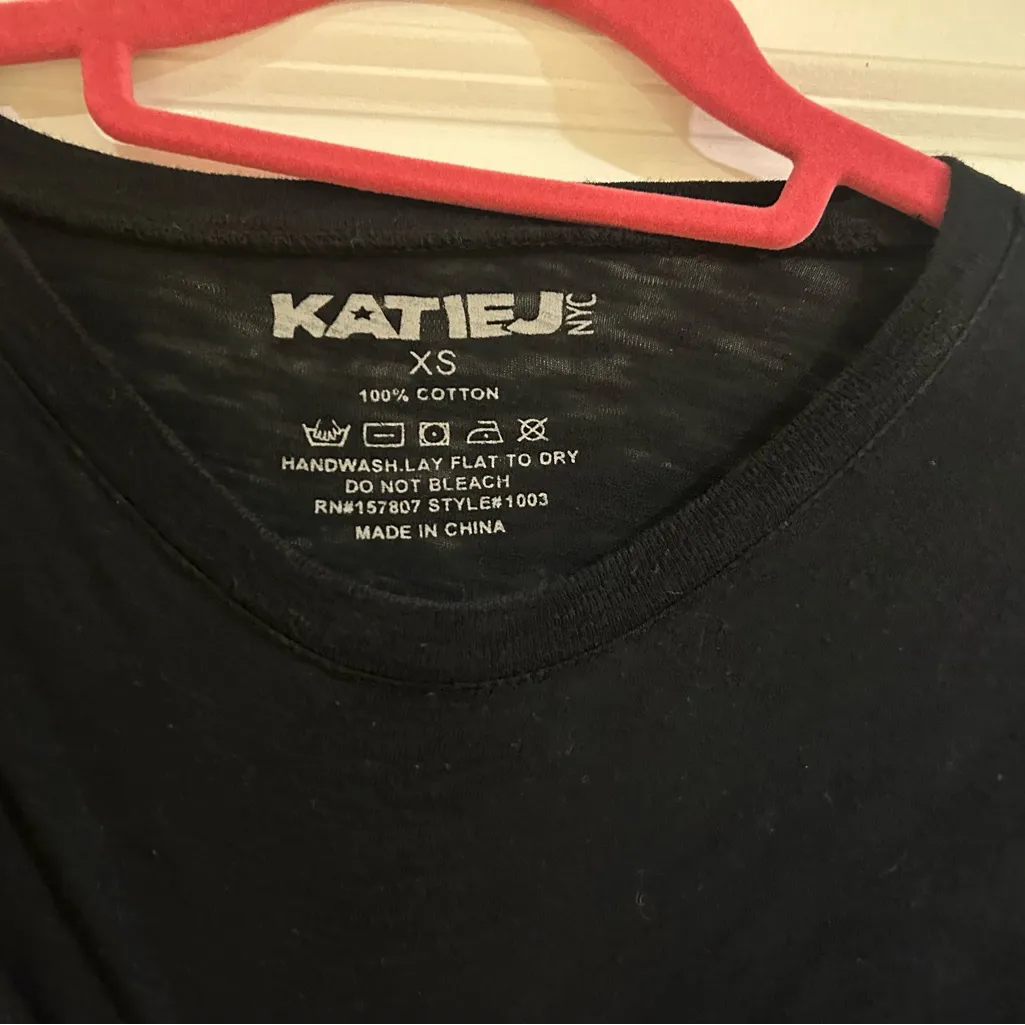 KATIEJ NYC
XS
100% COTTON
HANDWASH.LAY FLAT TO DRY
DO NOT BLEACH
RN#157807 STYLE#1003
MADE IN CHINA